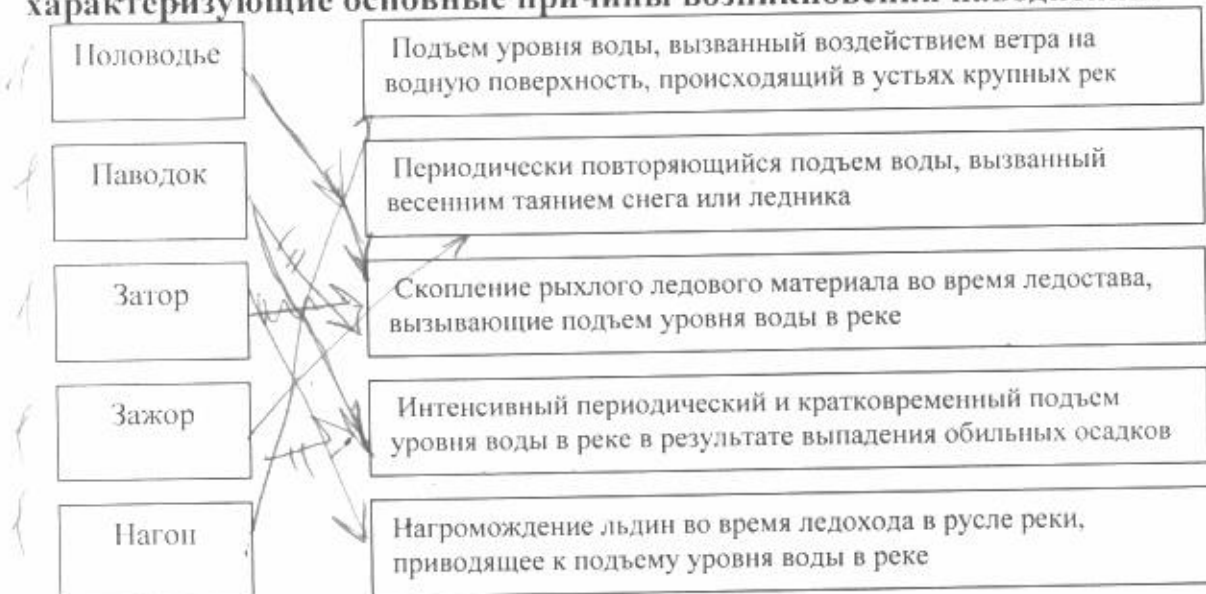 характеризующие основные причины возникновения
Половодье
Подъем уровня воды, вызванный воздействием ветра на
водную поверхность, происходящий в устьях крупных рек
Паводок
Периодически повторяющийся подъем воды, вызванный
весенним таянием снега или ледника
Затор
Скопление рыхлого ледового материала во время ледостава,
вызывающие подъем уровня воды в реке
Зажор
Интенсивный периодический и кратковременный подъем
уровня воды в реке в результате выпадения обильных осадков
Нагон
Нагромождение льдин во время ледохода в русле реки,
приводящее к подъему уровня воды в реке